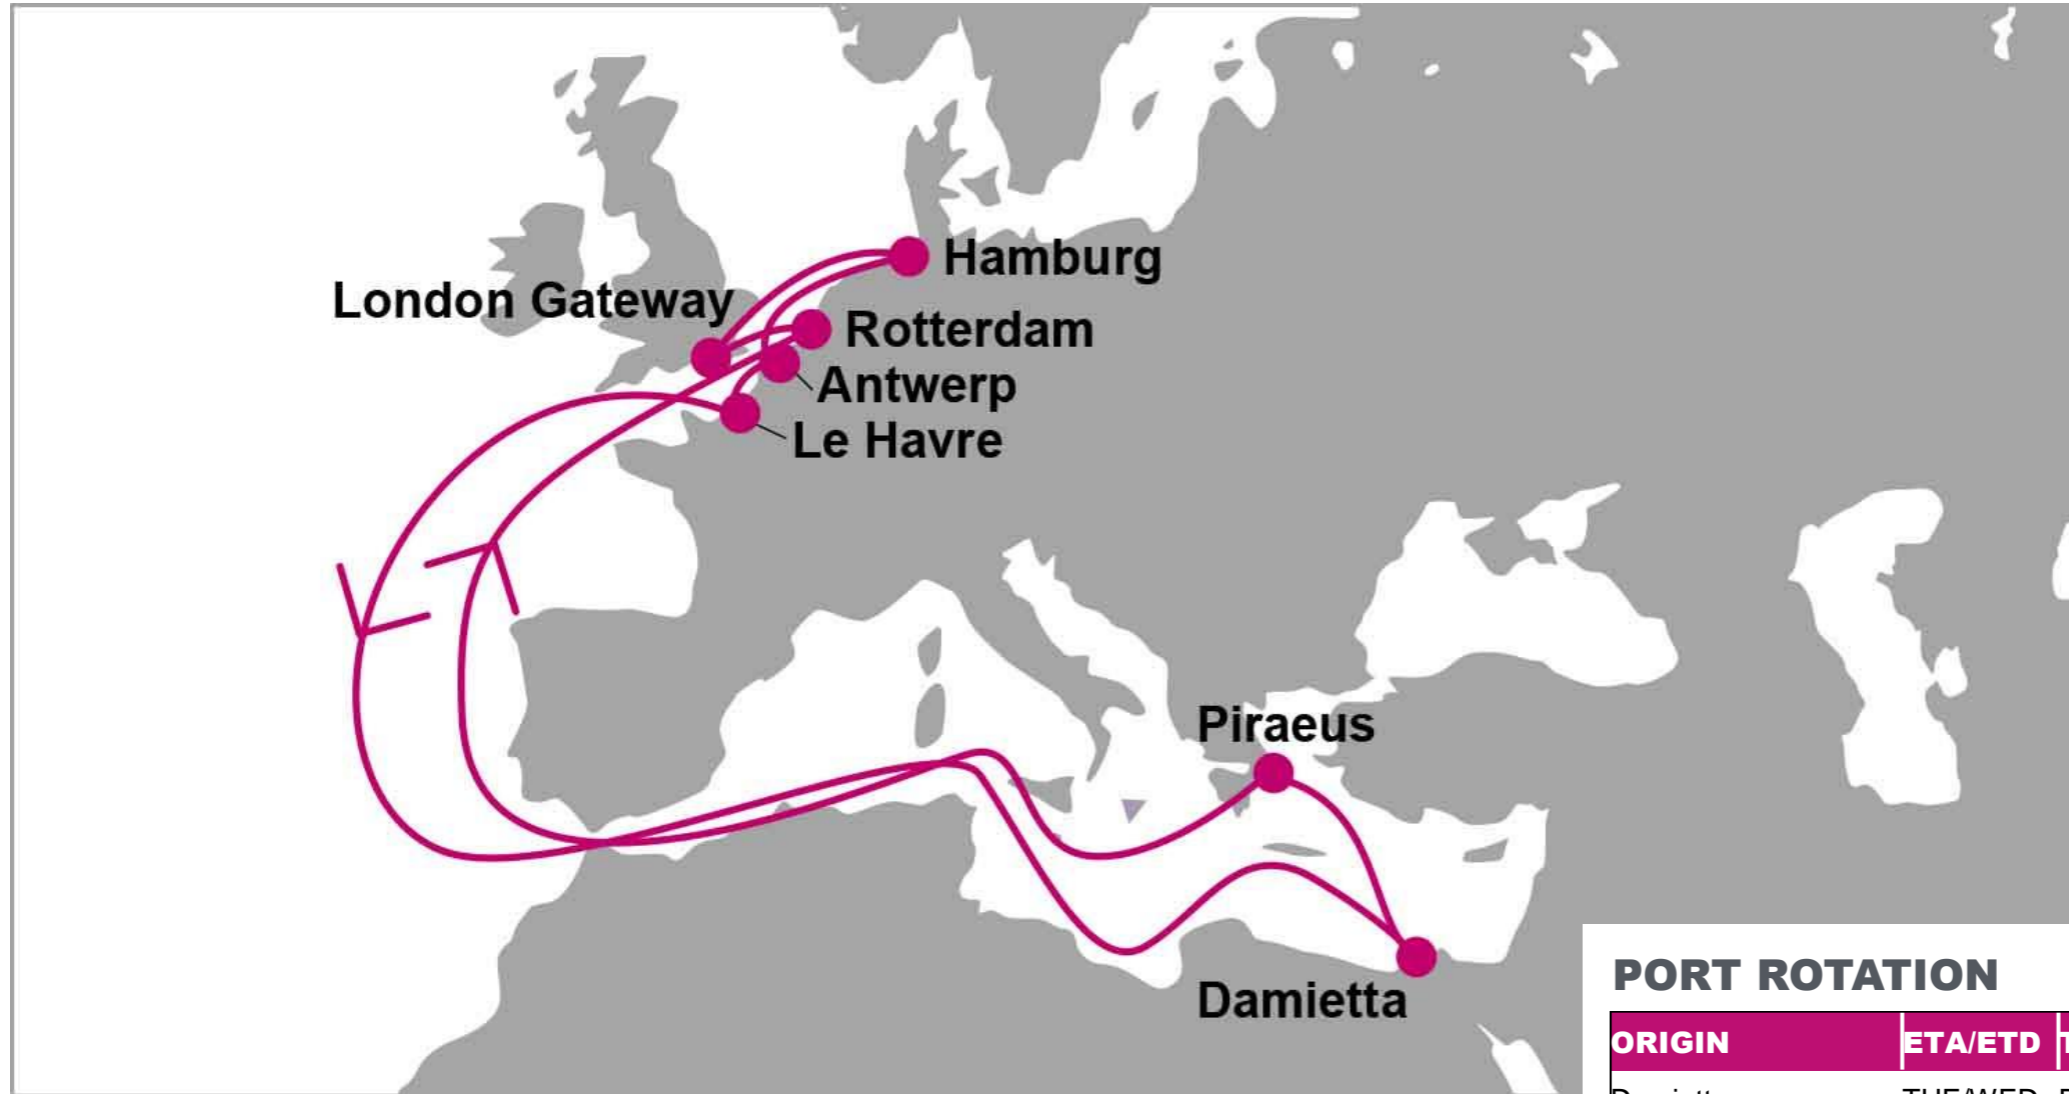 Hamburg
London Gateway
Rotterdam
Antwerp
Le Havre
Piraeus
Damietta
PORT ROTATION
ORIGIN ETA/ETD